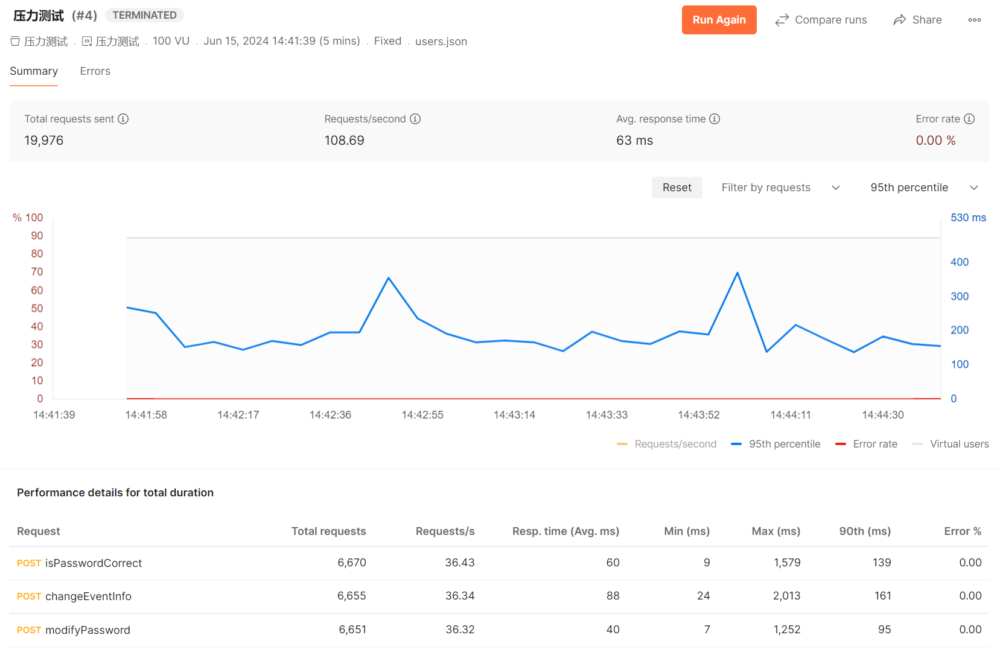 压力测试 (#4) TERMINATED Run Again Compare runs Share
压力测试 . 压力测试 . 100 VU . Jun 15, 2024 14:41:39 (5 mins) . Fixed . users.json
Summary Errors
Total requests sent Requests/second Avg. response time Error rate
19,976 108.69 63 ms 0.00 %
Reset Filter by requests 95th percentile
% 100 530 ms
90
80
400
70
60
300
50
40
200
30
20
100
10
0 0
14:41:39 14:41:58 14:42:17 14:42:36 14:42:55 14:43:14 14:43:33 14:43:52 14:44:11 14:44:30
Requests/second 95th percentile Error rate Virtual users
Performance details for total duration
Request Total requests Requests/s Resp. time (Avg. ms) Min (ms) Max (ms) 90th (ms) Error %
POST isPasswordCorrect 6,670 36.43 60 9 1,579 139 0.00
POST changeEventInfo 6,655 36.34 88 24 2,013 161 0.00
POST modifyPassword 6,651 36.32 40 7 1,252 95 0.00